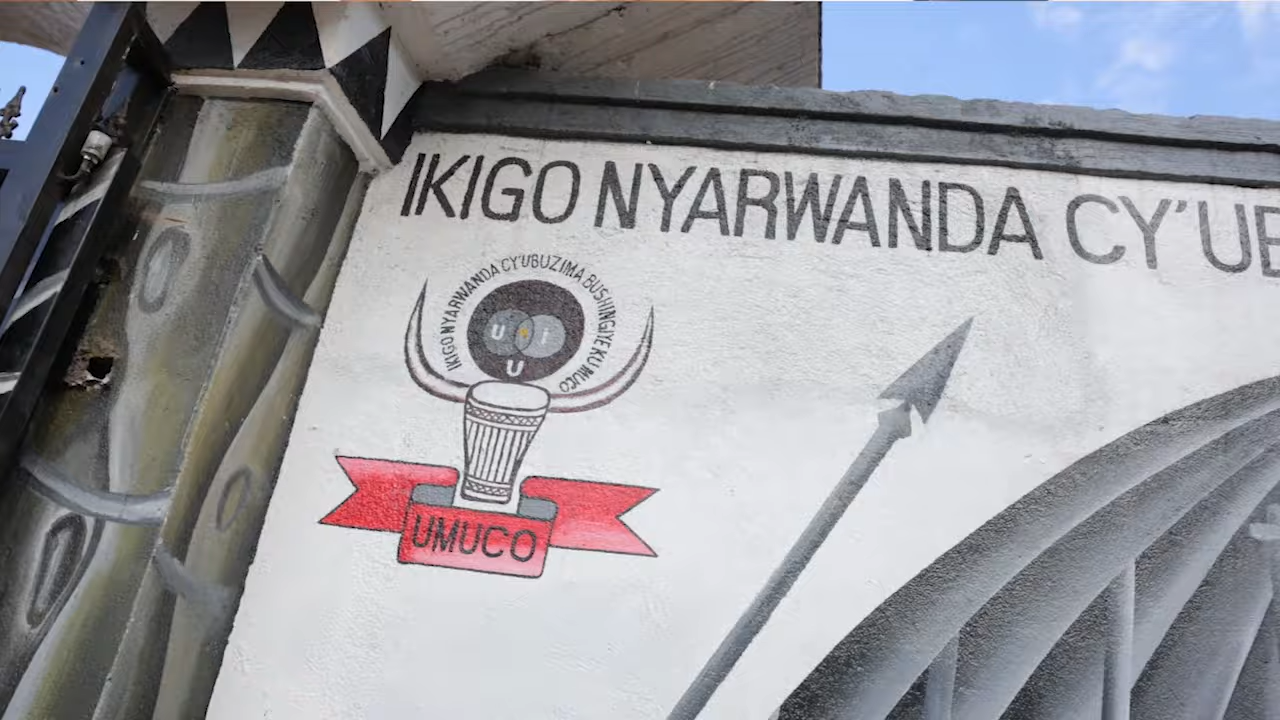 IKIGO NYARWANDA CY'UB
IKIGO NYARWANDA CY'UBUZIMA BUSHINGIYE KU MUCO
U R I
U
UMUCO